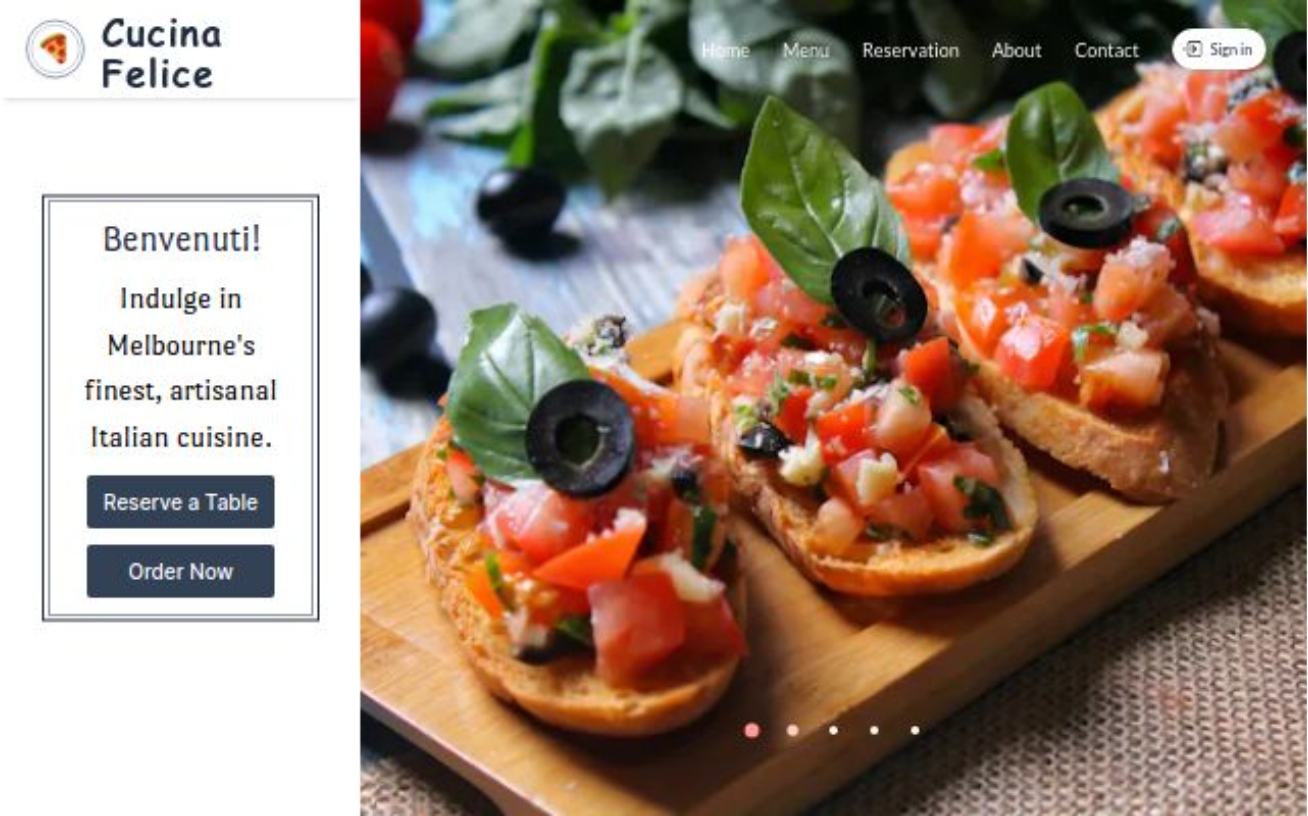 Cucina
Felice
Home Menu Reservation About Contact Sign in
Benvenuti!
Indulge in
Melbourne's
finest, artisanal
Italian cuisine.
Reserve a Table
Order Now